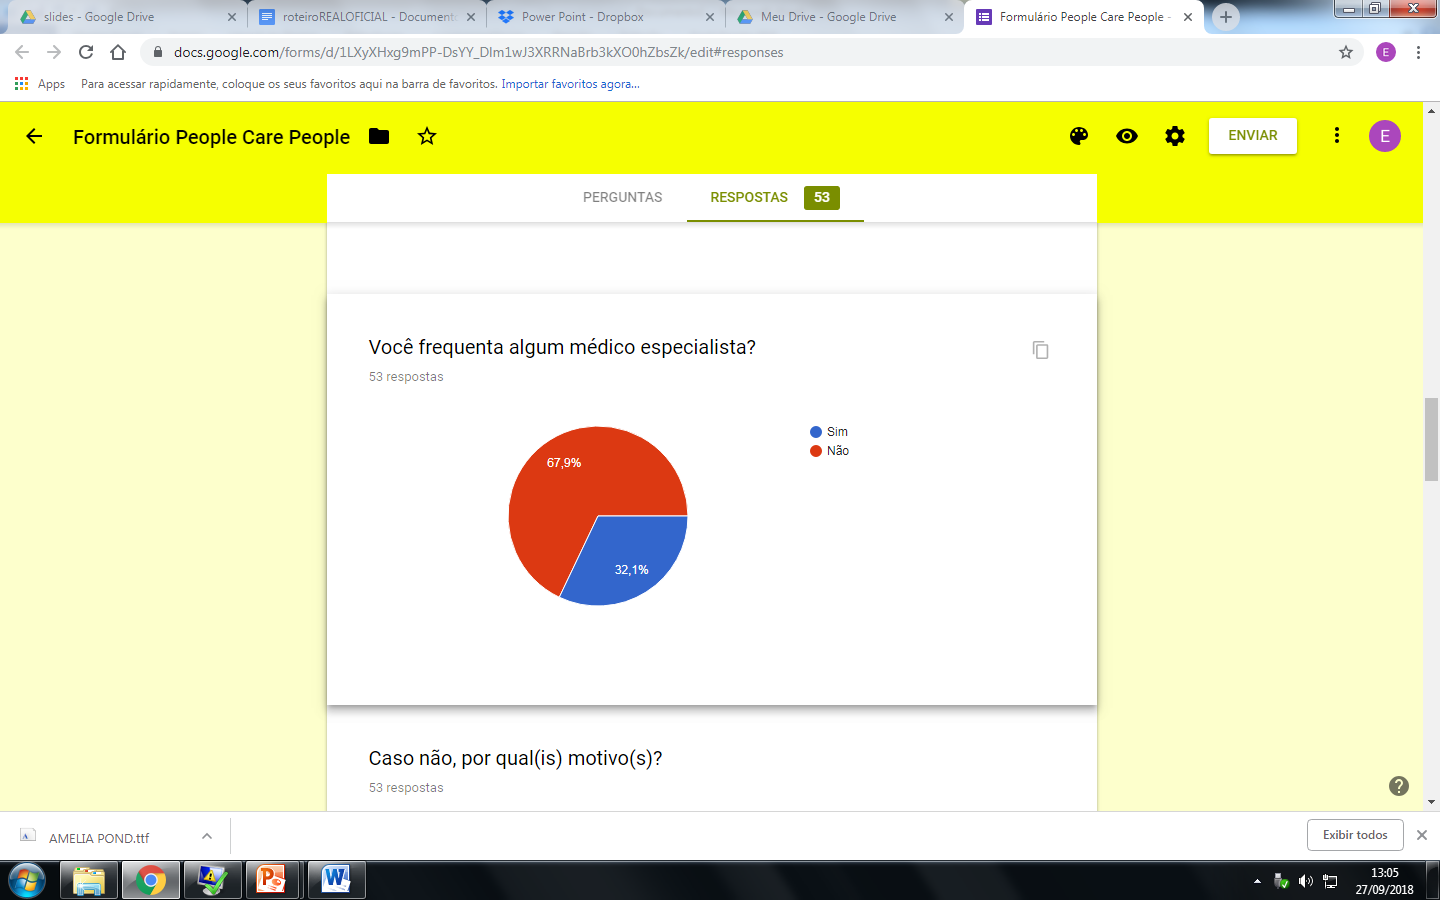 slides - Google Drive
roteiroREALOFICIAL - Document
Power Point - Dropbox
Meu Drive - Google Drive
Formulário People Care People -
docs.google.com/forms/d/1LXyXHxg9mPP-DsYY_Dlm1wJ3XRRNaBrb3kXO0hZbsZk/edit#responses
E
Apps
Para acessar rapidamente, coloque os seus favoritos aqui na barra de favoritos. Importar favoritos agora...
Formulário People Care People
ENVIAR
E
PERGUNTAS
RESPOSTAS 53
Você frequenta algum médico especialista?
53 respostas
Sim
Não
67,9%
32,1%
Caso não, por qual(is) motivo(s)?
53 respostas
AMELIA POND.ttf
Exibir todos
13:05
27/09/2018